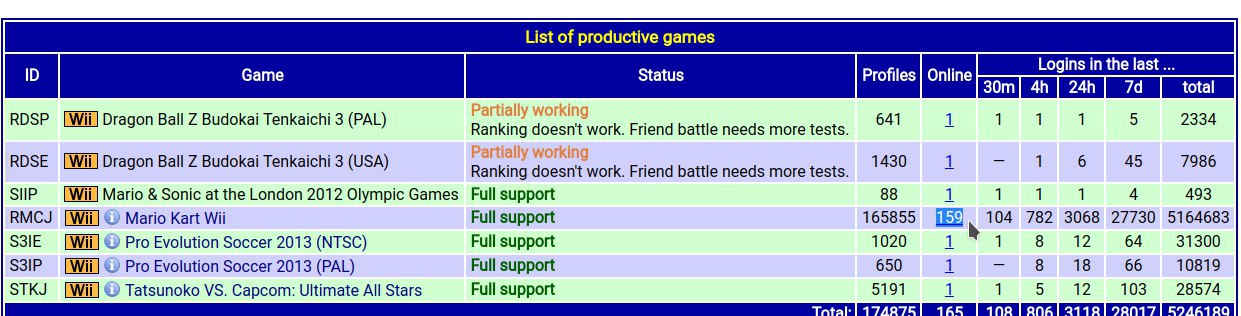 List of productive games
ID Game Status Profiles Online Logins in the last ...
30m 4h 24h 7d total
RDSP Wii Dragon Ball Z Budokai Tenkaichi 3 (PAL) Partially working 641 1 1 1 1 5 2334
Ranking doesn't work. Friend battle needs more tests.
RDSE Wii Dragon Ball Z Budokai Tenkaichi 3 (USA) Partially working 1430 1 – 1 6 45 7986
Ranking doesn't work. Friend battle needs more tests.
SIIP Wii Mario & Sonic at the London 2012 Olympic Games Full support 88 1 1 1 1 4 493
RMCJ Wii i Mario Kart Wii Full support 165855 159 104 782 3068 27730 5164683
S3IE Wii i Pro Evolution Soccer 2013 (NTSC) Full support 1020 1 1 8 12 64 31300
S3IP Wii i Pro Evolution Soccer 2013 (PAL) Full support 650 1 – 8 18 66 10819
STKJ Wii i Tatsunoko VS. Capcom: Ultimate All Stars Full support 5191 1 1 5 12 103 28574
Total: 174875 165 108 806 3118 28017 5246189